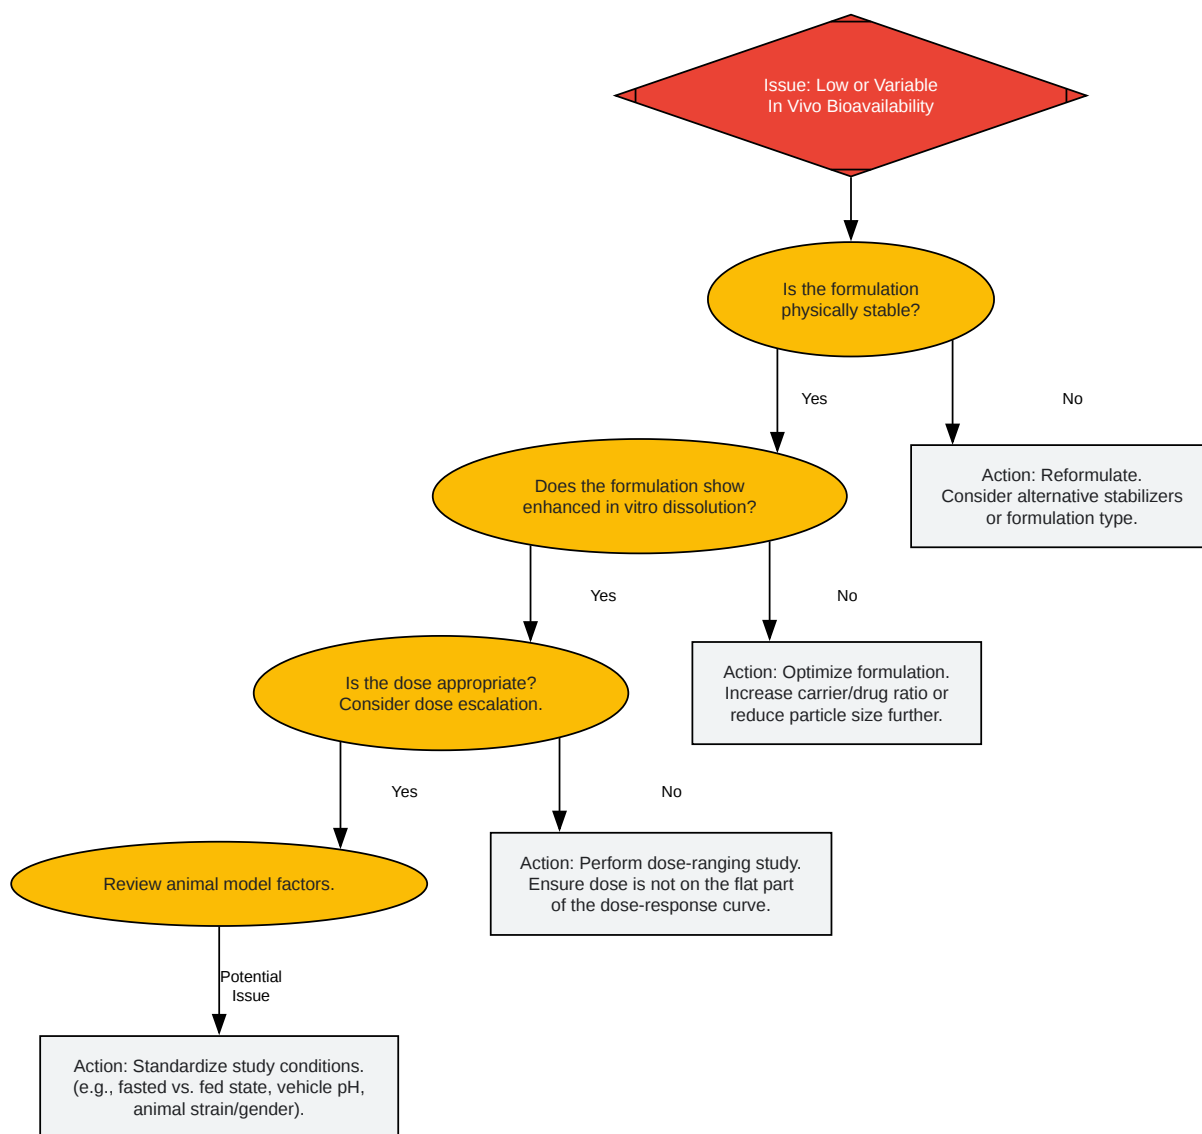 Issue: Low or Variable
In Vivo Bioavailability
Is the formulation
physically stable?
Yes
No
Does the formulation show
enhanced in vitro dissolution?
Action: Reformulate.
Consider alternative stabilizers
or formulation type.
Yes
No
Is the dose appropriate?
Consider dose escalation.
Action: Optimize formulation.
Increase carrier/drug ratio or
reduce particle size further.
Yes
No
Review animal model factors.
Action: Perform dose-ranging study.
Ensure dose is not on the flat part
of the dose-response curve.
Potential
Issue
Action: Standardize study conditions.
(e.g., fasted vs. fed state, vehicle pH,
animal strain/gender).